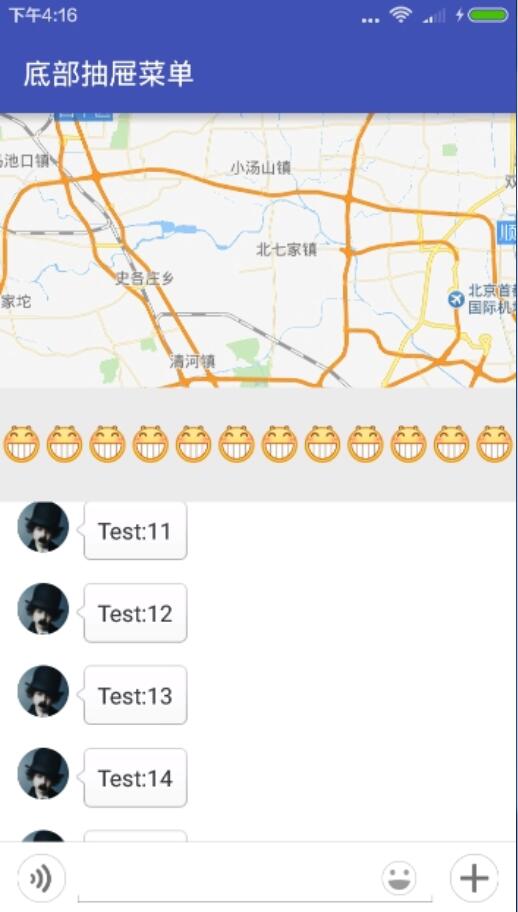 下午4:16
底部抽屉菜单
马池口镇
小汤山镇
北七家镇
史各庄乡
家坨
北京首都
国际机场
清河镇
Test:11
Test:12
Test:13
Test:14